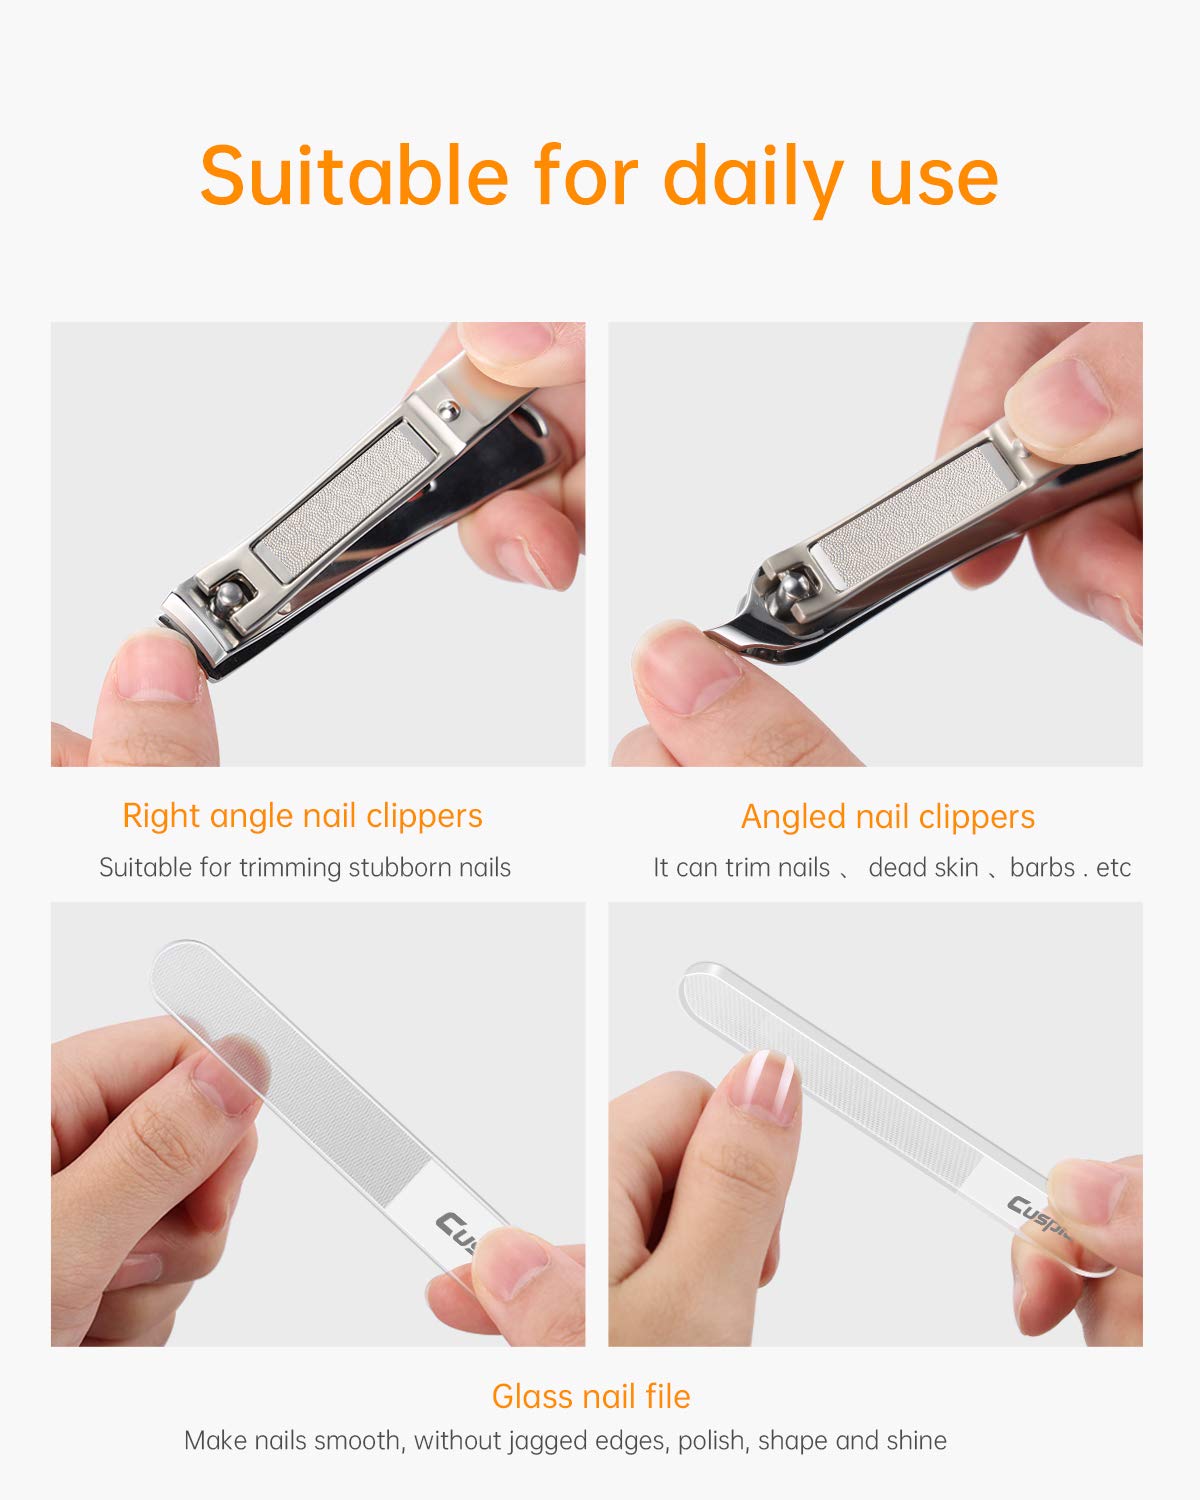 Suitable for daily use
Right angle nail clippers
Angled nail clippers
Suitable for trimming stubborn nails
It can trim nails 、 dead skin 、barbs . etc
Glass nail file
Make nails smooth, without jagged edges, polish, shape and shine